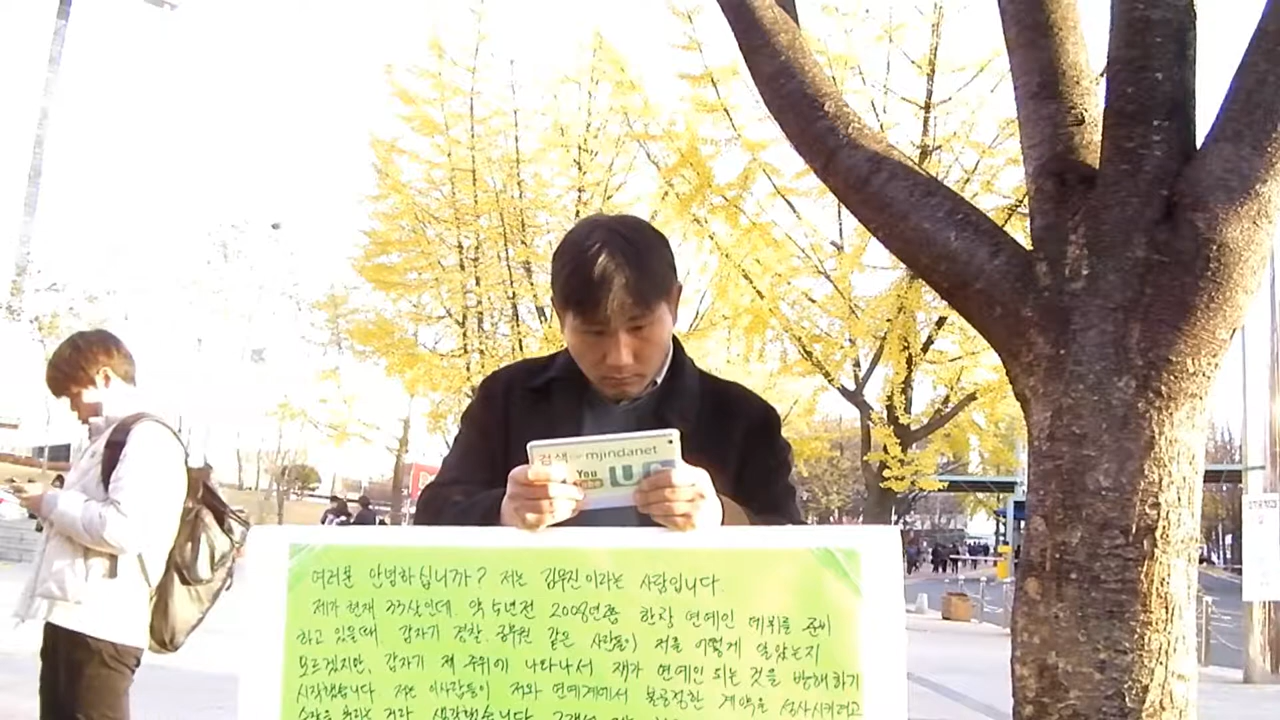 검색 mjindanet
You
U
여러분 안녕하십니까? 저는 김우진이라는 사람입니다.
제가 현재 33살인데. 약 5년전 2008년쯤 한창 연예인 데뷔를 준비
하고 있을때. 갑자기 경찰 공무원 같은 사람들이 저를 어떻게 알았는지
모르겠지만, 갑자기 제 주위에 나타나서 제가 연예인 되는 것을 방해하기
시작했습니다. 저는 이사람들이 저와 연예계에서 불공정한 계약을 성사시키려고
생각했습니다.